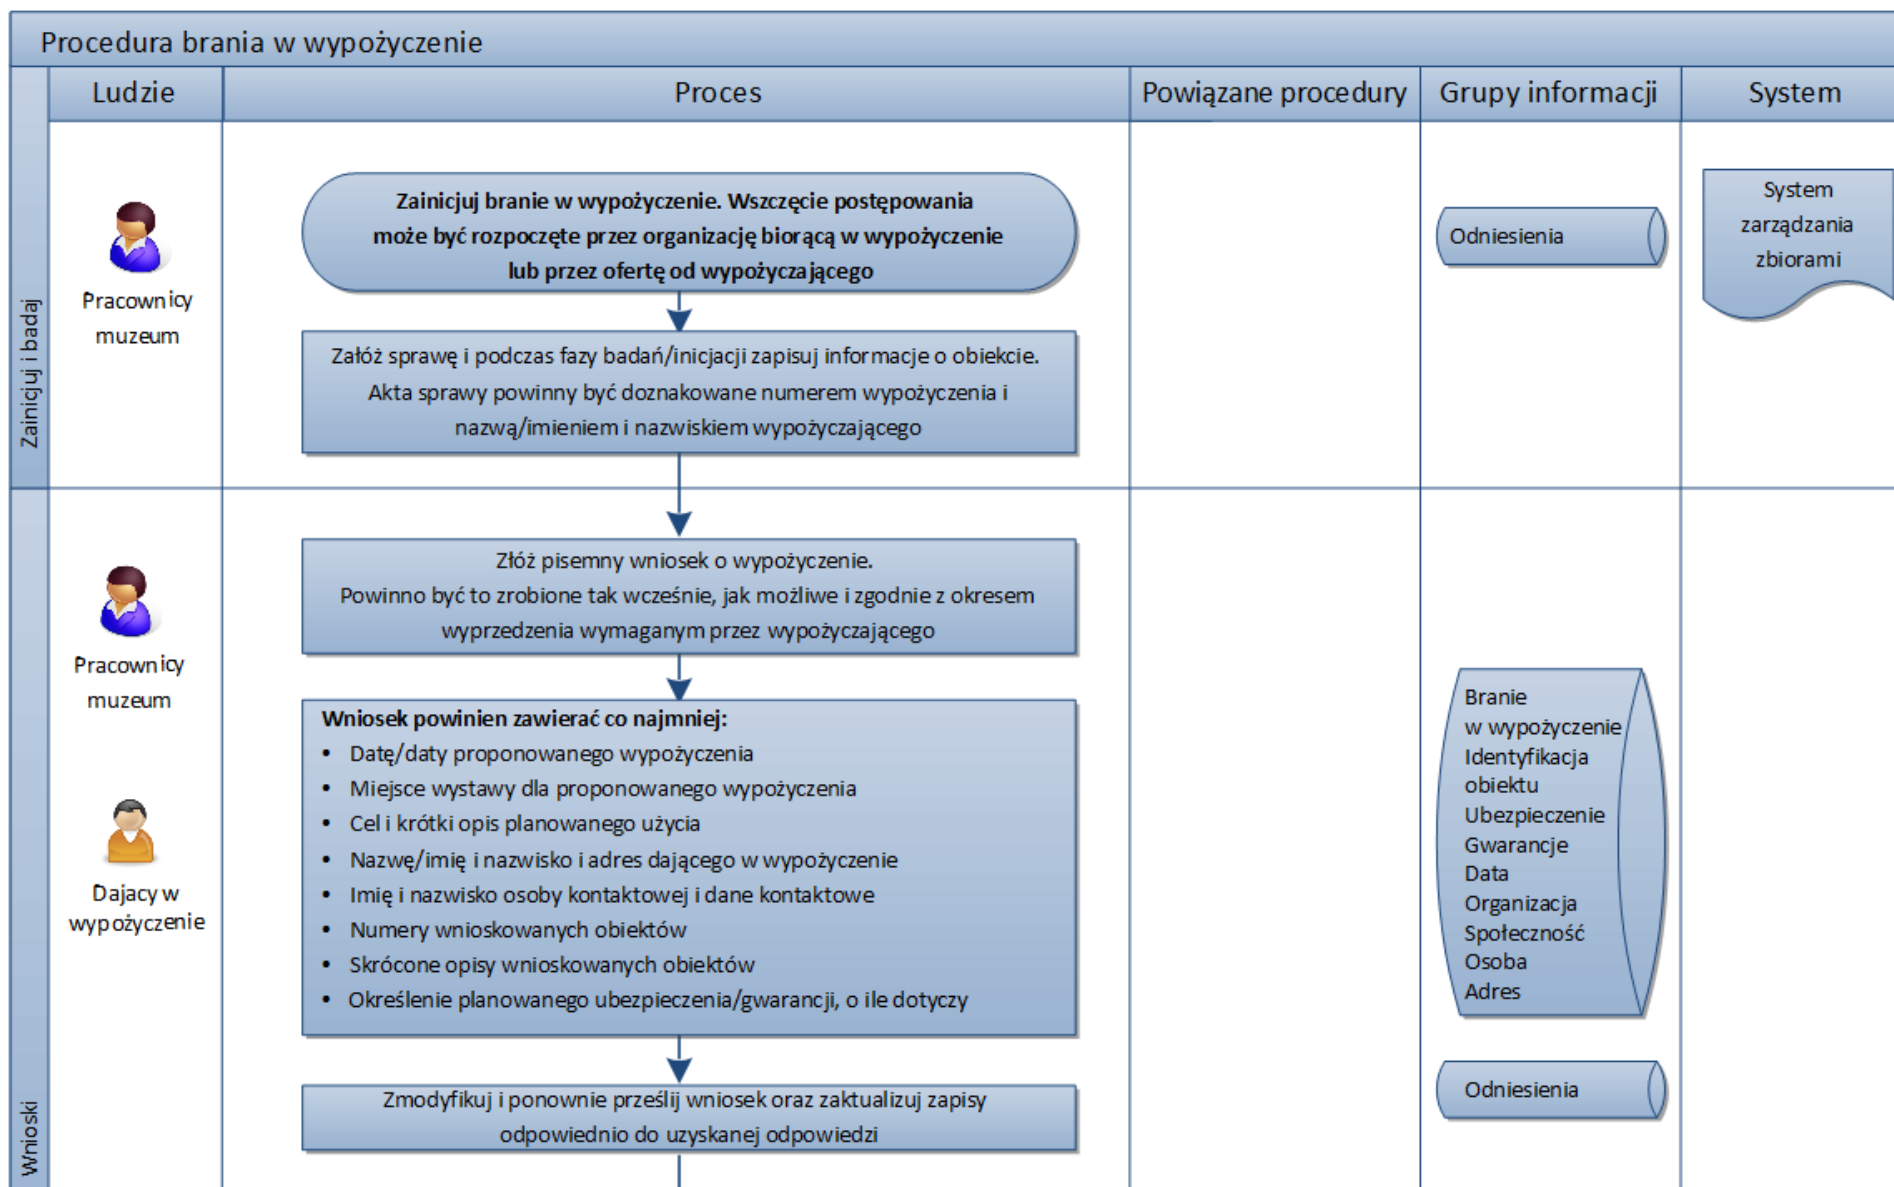 Procedura brania w wypożyczenie
Ludzie
Proces
Powiązane procedury
Grupy informacji
System
Zainicjuj i badaj
Pracownicy
muzeum
Zainicjuj branie w wypożyczenie. Wszczęcie postępowania
może być rozpoczęte przez organizację biorącą w wypożyczenie
lub przez ofertę od wypożyczającego
Odniesienia
System
zarządzania
zbiorami
Załóż sprawę i podczas fazy badań/inicjacji zapisuj informacje o obiekcie.
Akta sprawy powinny być doznakowane numerem wypożyczenia i
nazwą/imieniem i nazwiskiem wypożyczającego
Wnioski
Pracownicy
muzeum
Dajacy w
wypożyczenie
Złóż pisemny wniosek o wypożyczenie.
Powinno być to zrobione tak wcześnie, jak możliwe i zgodnie z okresem
wyprzedzenia wymaganym przez wypożyczającego
Wniosek powinien zawierać co najmniej:
• Datę/daty proponowanego wypożyczenia
• Miejsce wystawy dla proponowanego wypożyczenia
• Cel i krótki opis planowanego użycia
• Nazwę/imię i nazwisko i adres dającego w wypożyczenie
• Imię i nazwisko osoby kontaktowej i dane kontaktowe
• Numery wnioskowanych obiektów
• Skrócone opisy wnioskowanych obiektów
• Określenie planowanego ubezpieczenia/gwarancji, o ile dotyczy
Branie
w wypożyczenie
Identyfikacja
obiektu
Ubezpieczenie
Gwarancje
Data
Organizacja
Społeczność
Osoba
Adres
Zmodyfikuj i ponownie prześlij wniosek oraz zaktualizuj zapisy
odpowiednio do uzyskanej odpowiedzi
Odniesienia